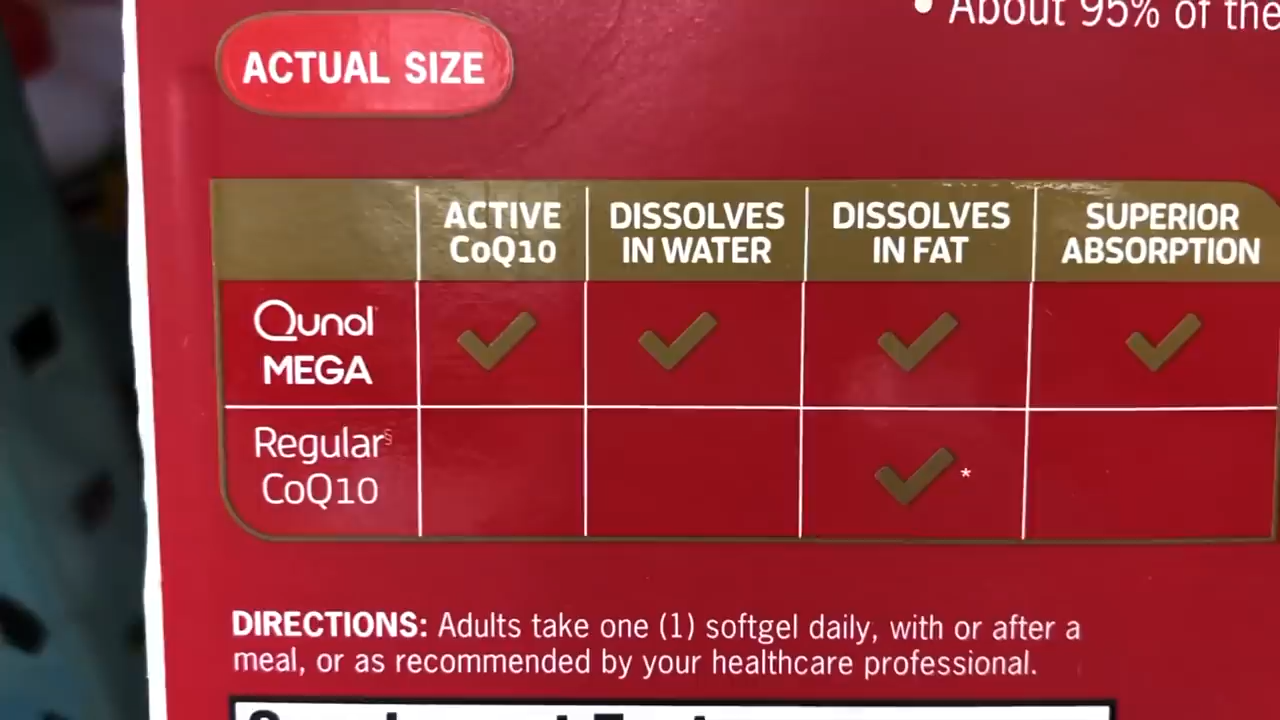 • About 95% of the
ACTUAL SIZE
ACTIVE CoQ10 DISSOLVES IN WATER DISSOLVES IN FAT SUPERIOR ABSORPTION
Qunol MEGA ✓ ✓ ✓ ✓
Regular§ CoQ10 ✓*
DIRECTIONS: Adults take one (1) softgel daily, with or after a
meal, or as recommended by your healthcare professional.